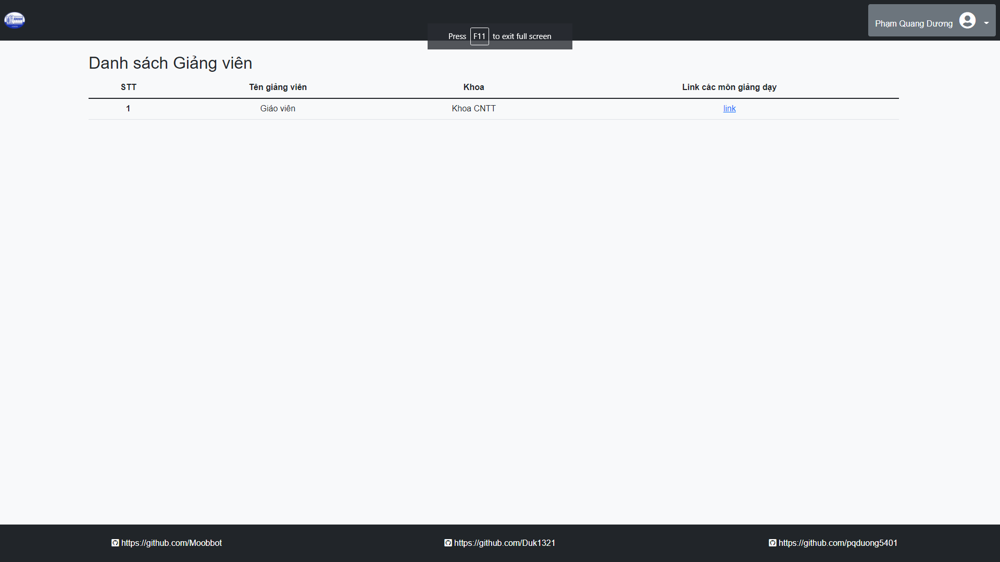 Phạm Quang Dương
Press F11 to exit full screen
Danh sách Giảng viên
STT Tên giảng viên Khoa Link các môn giảng dạy
1 Giáo viên Khoa CNTT link
https://github.com/Moobbot https://github.com/Duk1321 https://github.com/pqduong5401